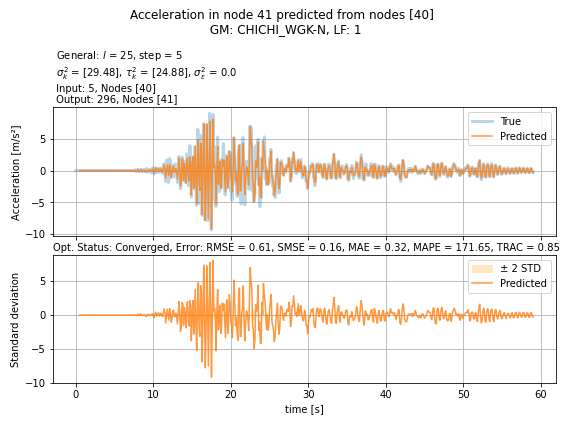 Acceleration in node 41 predicted from nodes [40]
GM: CHICHI_WGK-N, LF: 1
General: l = 25, step = 5
σ²ₖ = [29.48], τ²ₖ = [24.88], σ²ε = 0.0
Input: 5, Nodes [40]
Output: 296, Nodes [41]
Acceleration [m/s²]
5
0
−5
−10
True
Predicted
Opt. Status: Converged, Error: RMSE = 0.61, SMSE = 0.16, MAE = 0.32, MAPE = 171.65, TRAC = 0.85
Standard deviation
5
0
−5
−10
± 2 STD
Predicted
0 10 20 30 40 50 60
time [s]